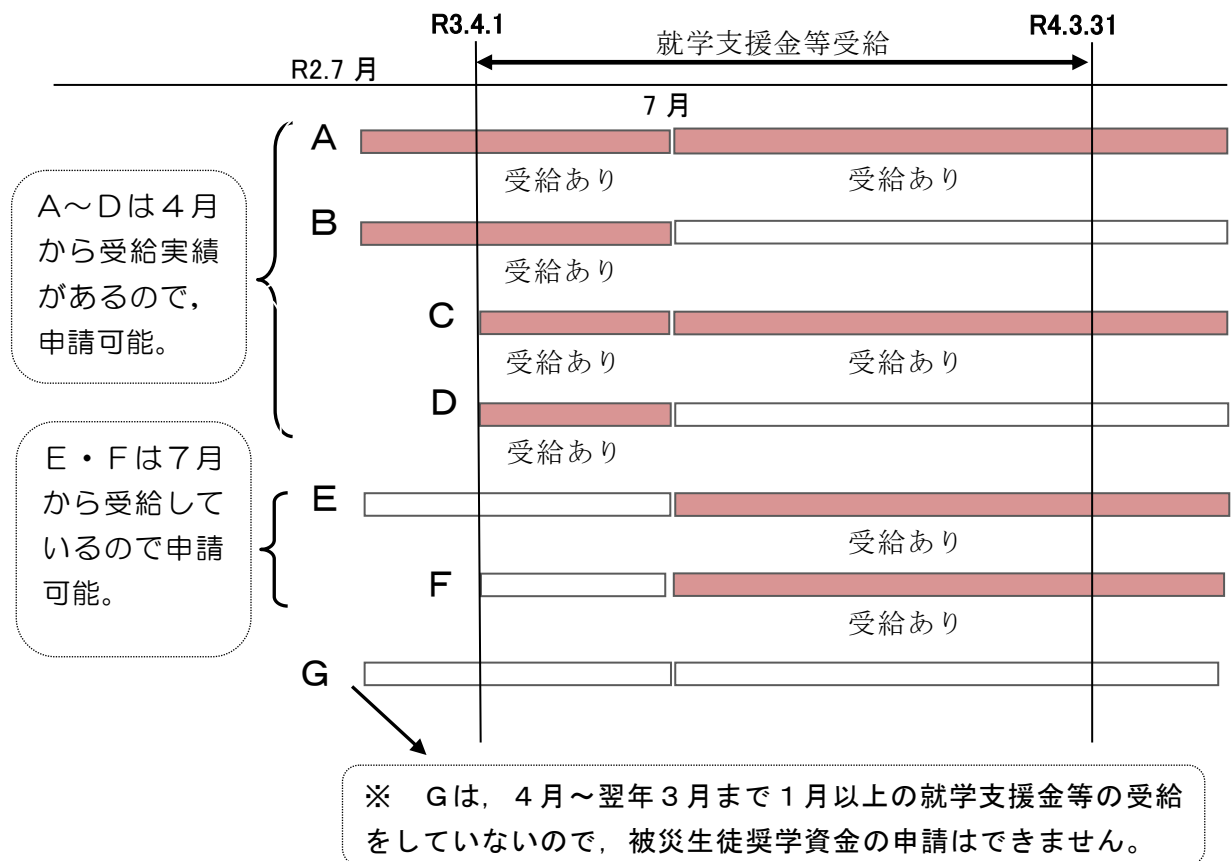 R3.4.1
R4.3.31
就学支援金等受給
R2.7 月
7 月
A
受給あり
受給あり
A～Dは４月
から受給実績
があるので，
申請可能。
B
受給あり
C
受給あり
受給あり
D
受給あり
E・Fは７月
から受給して
いるので申請
可能。
E
受給あり
F
受給あり
G
※　Gは，４月～翌年３月まで１月以上の就学支援金等の受給
をしていないので，被災生徒奨学資金の申請はできません。